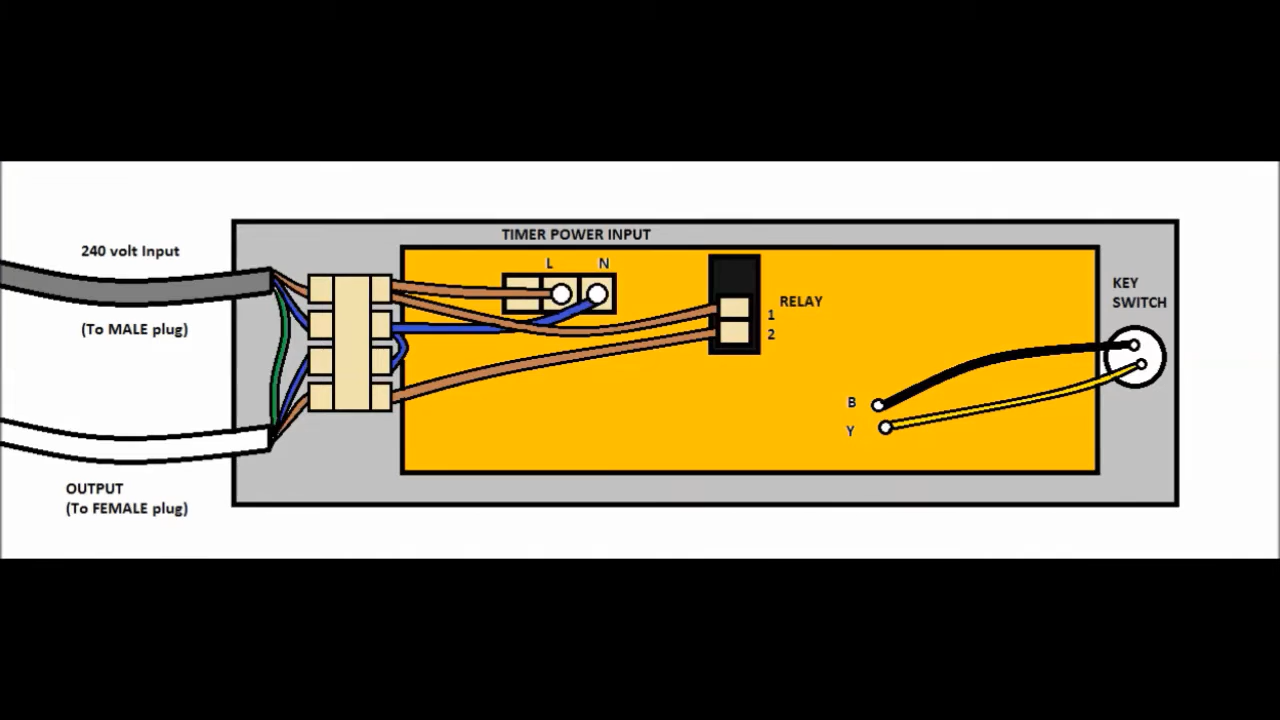 TIMER POWER INPUT
240 volt Input
L N
KEY
SWITCH
RELAY
1
2
(To MALE plug)
B
Y
OUTPUT
(To FEMALE plug)